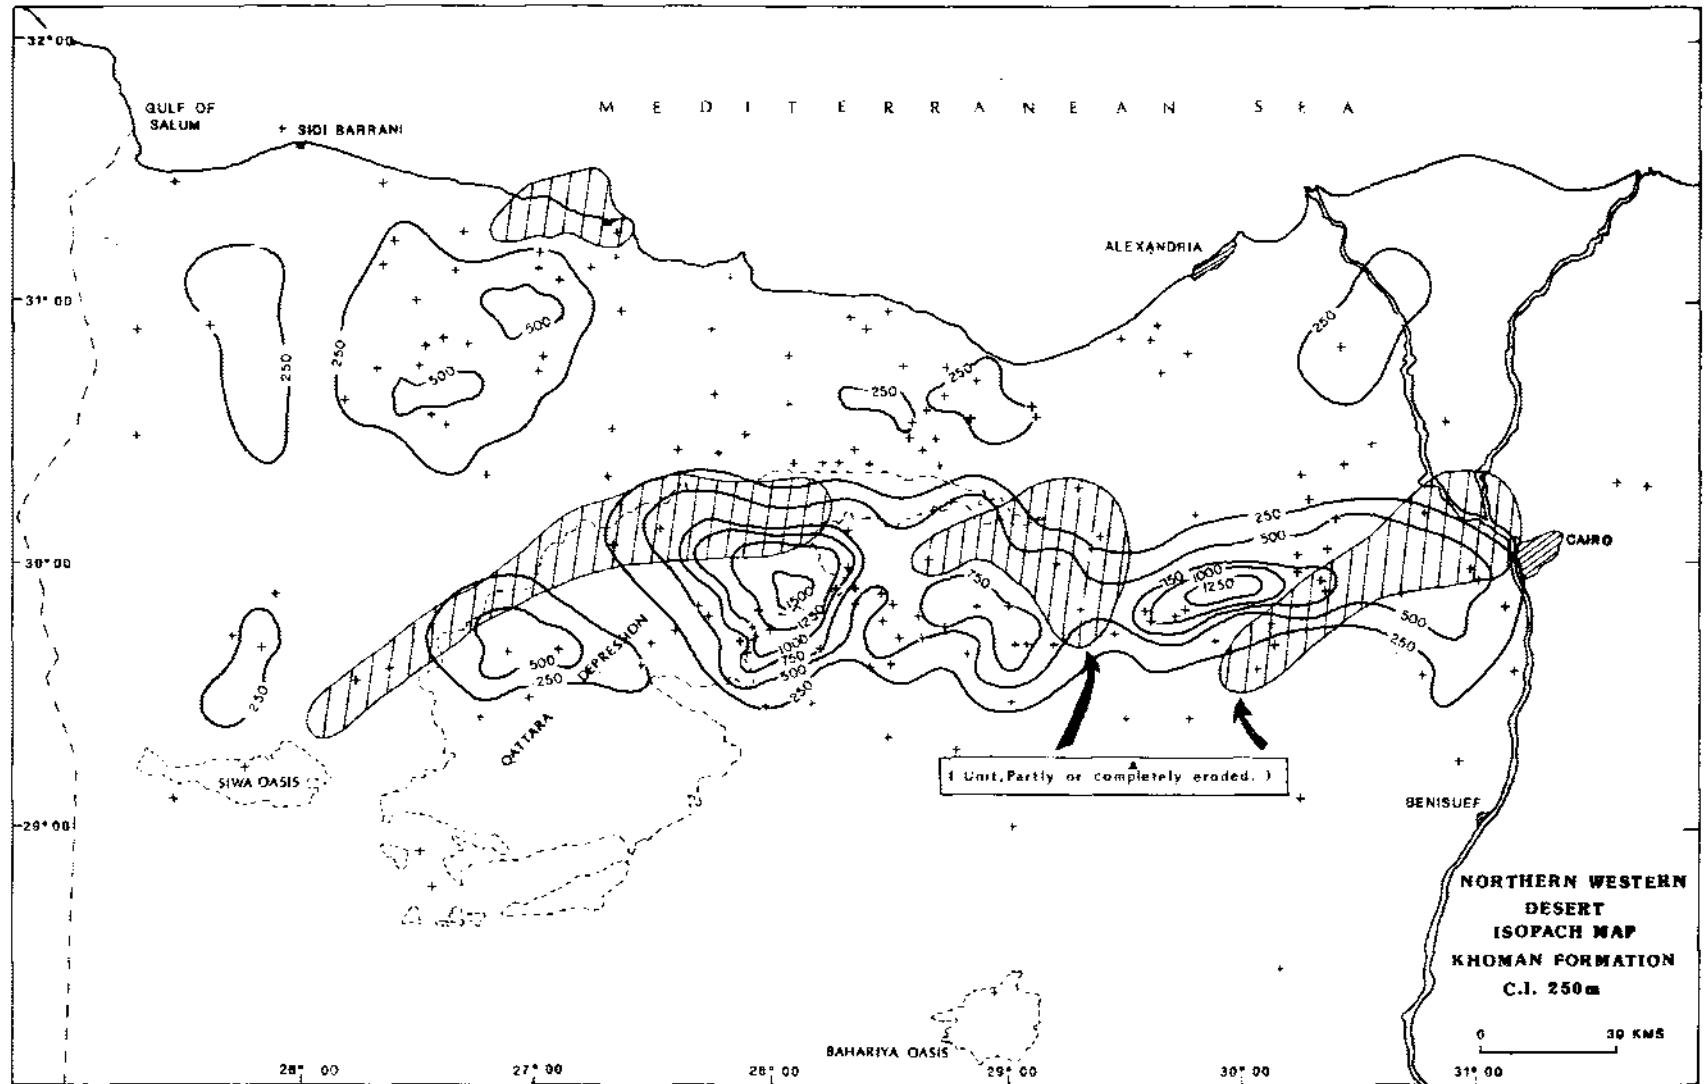 32°00
GULF OF
SALUM
SIDI BARRANI
MEDITERRANEAN SEA
ALEXANDRIA
31°00
250
250
500
500
250
250
250
250
500
30°00
CAIRO
750
750
1000
1250
1500
1250
1000
750
500
250
500
250
500
250
250
QATTARA DEPRESSION
SIWA OASIS
( Unit, Partly or completely eroded. )
BENISUEF
29°00
NORTHERN WESTERN
DESERT
ISOPACH MAP
KHOMAN FORMATION
C.I. 250m
0 30 KMS
BAHARIYA OASIS
26°00 27°00 28°00 29°00 30°00 31°00